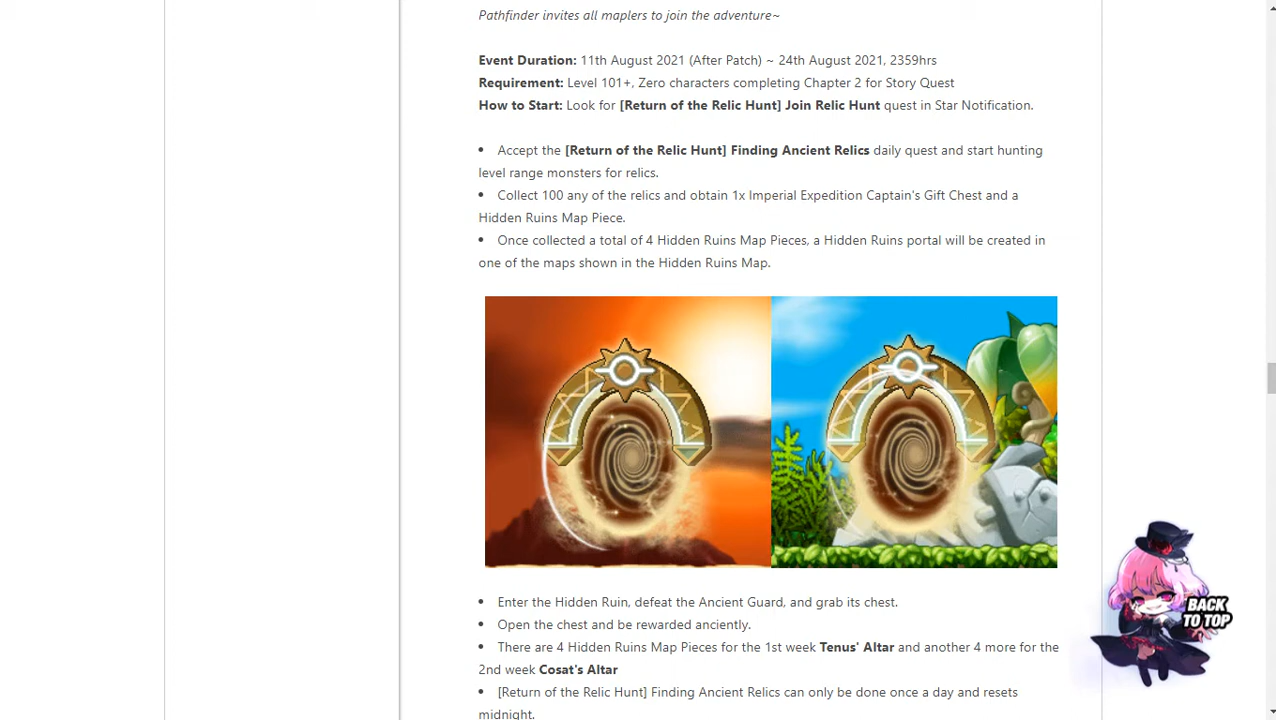 Pathfinder invites all maplers to join the adventure~
Event Duration: 11th August 2021 (After Patch) ~ 24th August 2021, 2359hrs
Requirement: Level 101+, Zero characters completing Chapter 2 for Story Quest
How to Start: Look for [Return of the Relic Hunt] Join Relic Hunt quest in Star Notification.
• Accept the [Return of the Relic Hunt] Finding Ancient Relics daily quest and start hunting
level range monsters for relics.
• Collect 100 any of the relics and obtain 1x Imperial Expedition Captain's Gift Chest and a
Hidden Ruins Map Piece.
• Once collected a total of 4 Hidden Ruins Map Pieces, a Hidden Ruins portal will be created in
one of the maps shown in the Hidden Ruins Map.
• Enter the Hidden Ruin, defeat the Ancient Guard, and grab its chest.
• Open the chest and be rewarded anciently.
• There are 4 Hidden Ruins Map Pieces for the 1st week Tenus' Altar and another 4 more for the
2nd week Cosat's Altar
• [Return of the Relic Hunt] Finding Ancient Relics can only be done once a day and resets
midnight.
BACK
TO TOP